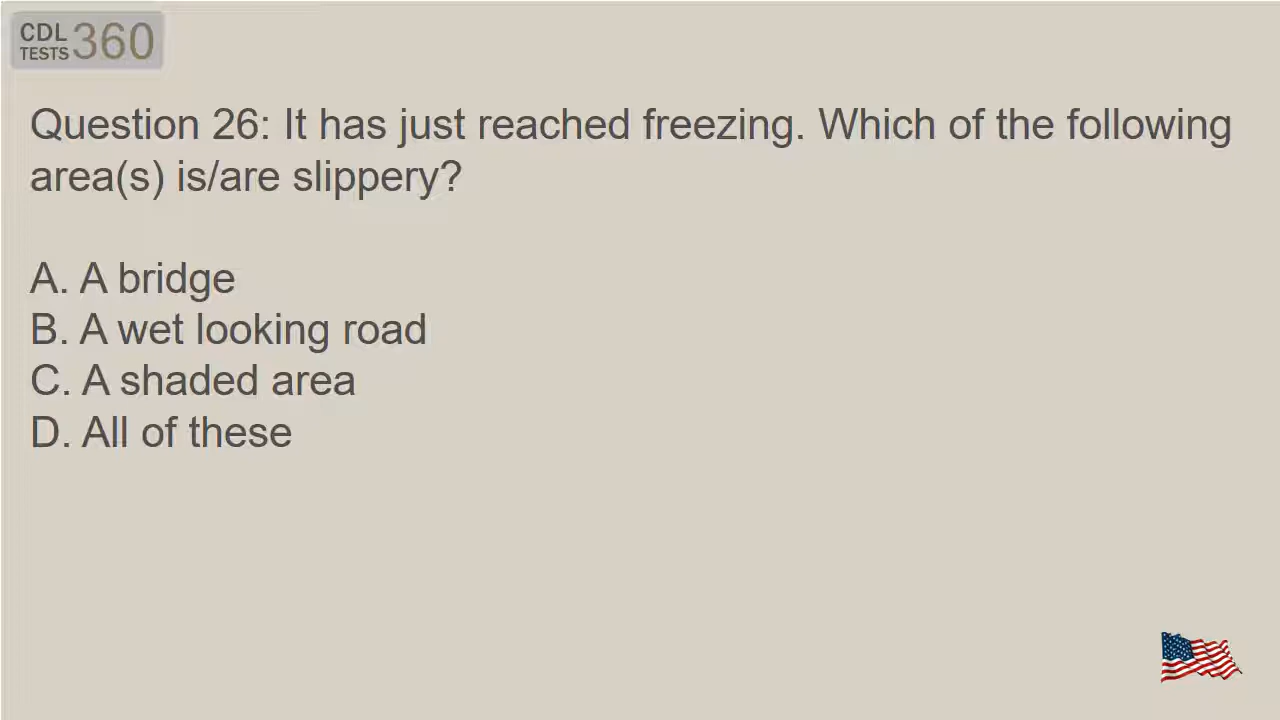 CDL
TESTS 360
Question 26: It has just reached freezing. Which of the following
area(s) is/are slippery?
A. A bridge
B. A wet looking road
C. A shaded area
D. All of these